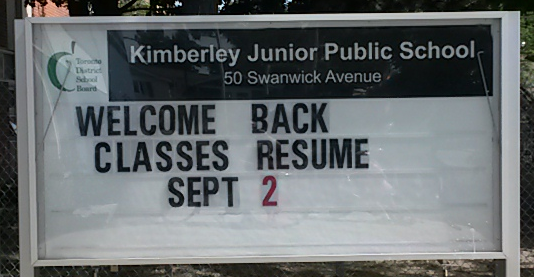 Toronto
District
School
Board
Kimberley Junior Public School
50 Swanwick Avenue
WELCOME BACK
CLASSES RESUME
SEPT 2